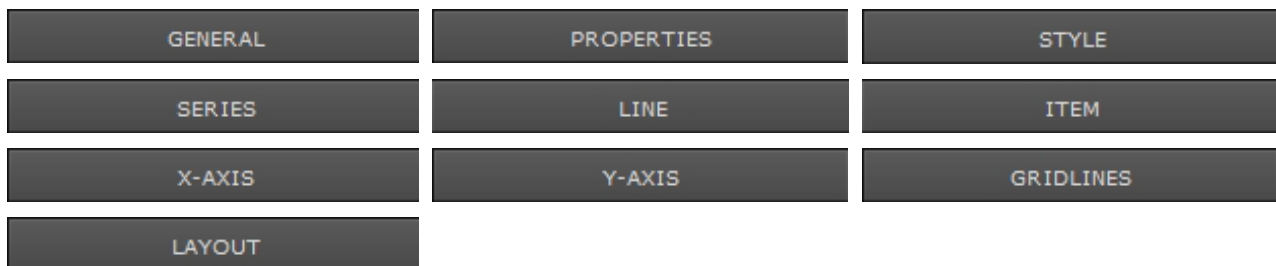 GENERAL
PROPERTIES
STYLE
SERIES
LINE
ITEM
X-AXIS
Y-AXIS
GRIDLINES
LAYOUT